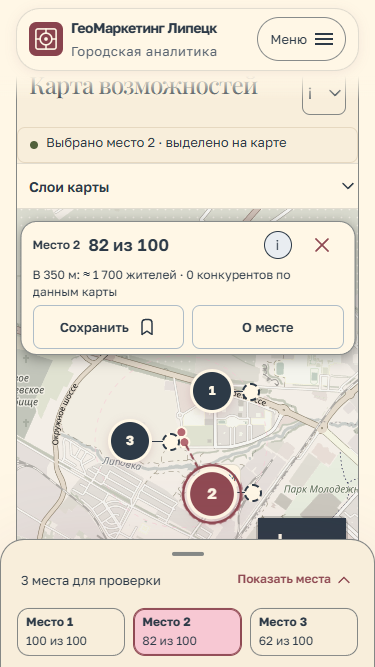 ГеоМаркетинг Липецк
Городская аналитика
Меню
Карта возможностей
i
Выбрано место 2 · выделено на карте
Слои карты
Место 2 82 из 100
i
В 350 м: ≈ 1 700 жителей · 0 конкурентов по
данным карты
Сохранить
О месте
Окружное шоссе
1
3
Липовка
2
Парк Молодежн
3 места для проверки
Показать места
Место 1
100 из 100
Место 2
82 из 100
Место 3
62 из 100